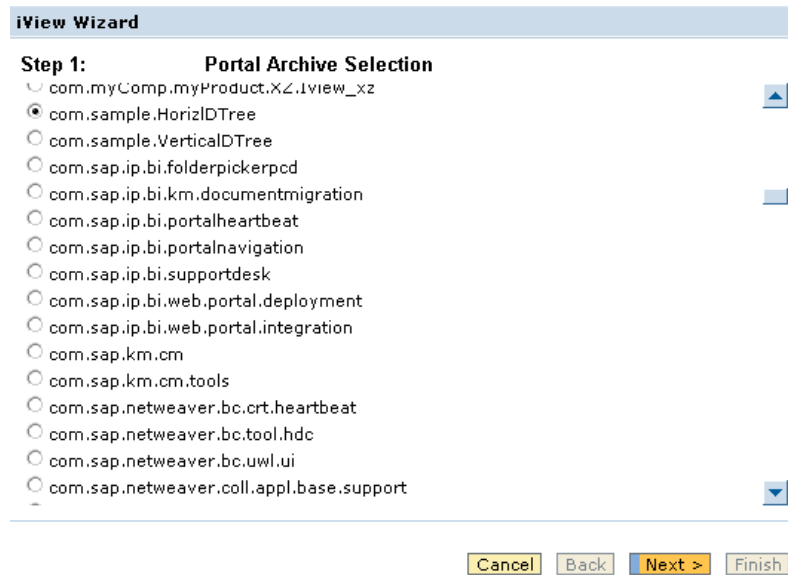 iView Wizard
Step 1: Portal Archive Selection
com.myComp.myProduct.XZ.Iview_xz
com.sample.HorizlDTree
com.sample.VerticalDTree
com.sap.ip.bi.folderpickerpcd
com.sap.ip.bi.km.documentmigration
com.sap.ip.bi.portalheartbeat
com.sap.ip.bi.portalnavigation
com.sap.ip.bi.supportdesk
com.sap.ip.bi.web.portal.deployment
com.sap.ip.bi.web.portal.integration
com.sap.km.cm
com.sap.km.cm.tools
com.sap.netweaver.bc.crt.heartbeat
com.sap.netweaver.bc.tool.hdc
com.sap.netweaver.bc.uwl.ui
com.sap.netweaver.coll.appl.base.support
Cancel Back Next > Finish